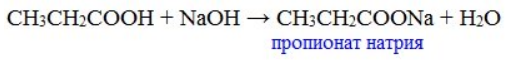 CH₃CH₂COOH + NaOH → CH₃CH₂COONa + H₂O
пропионат натрия